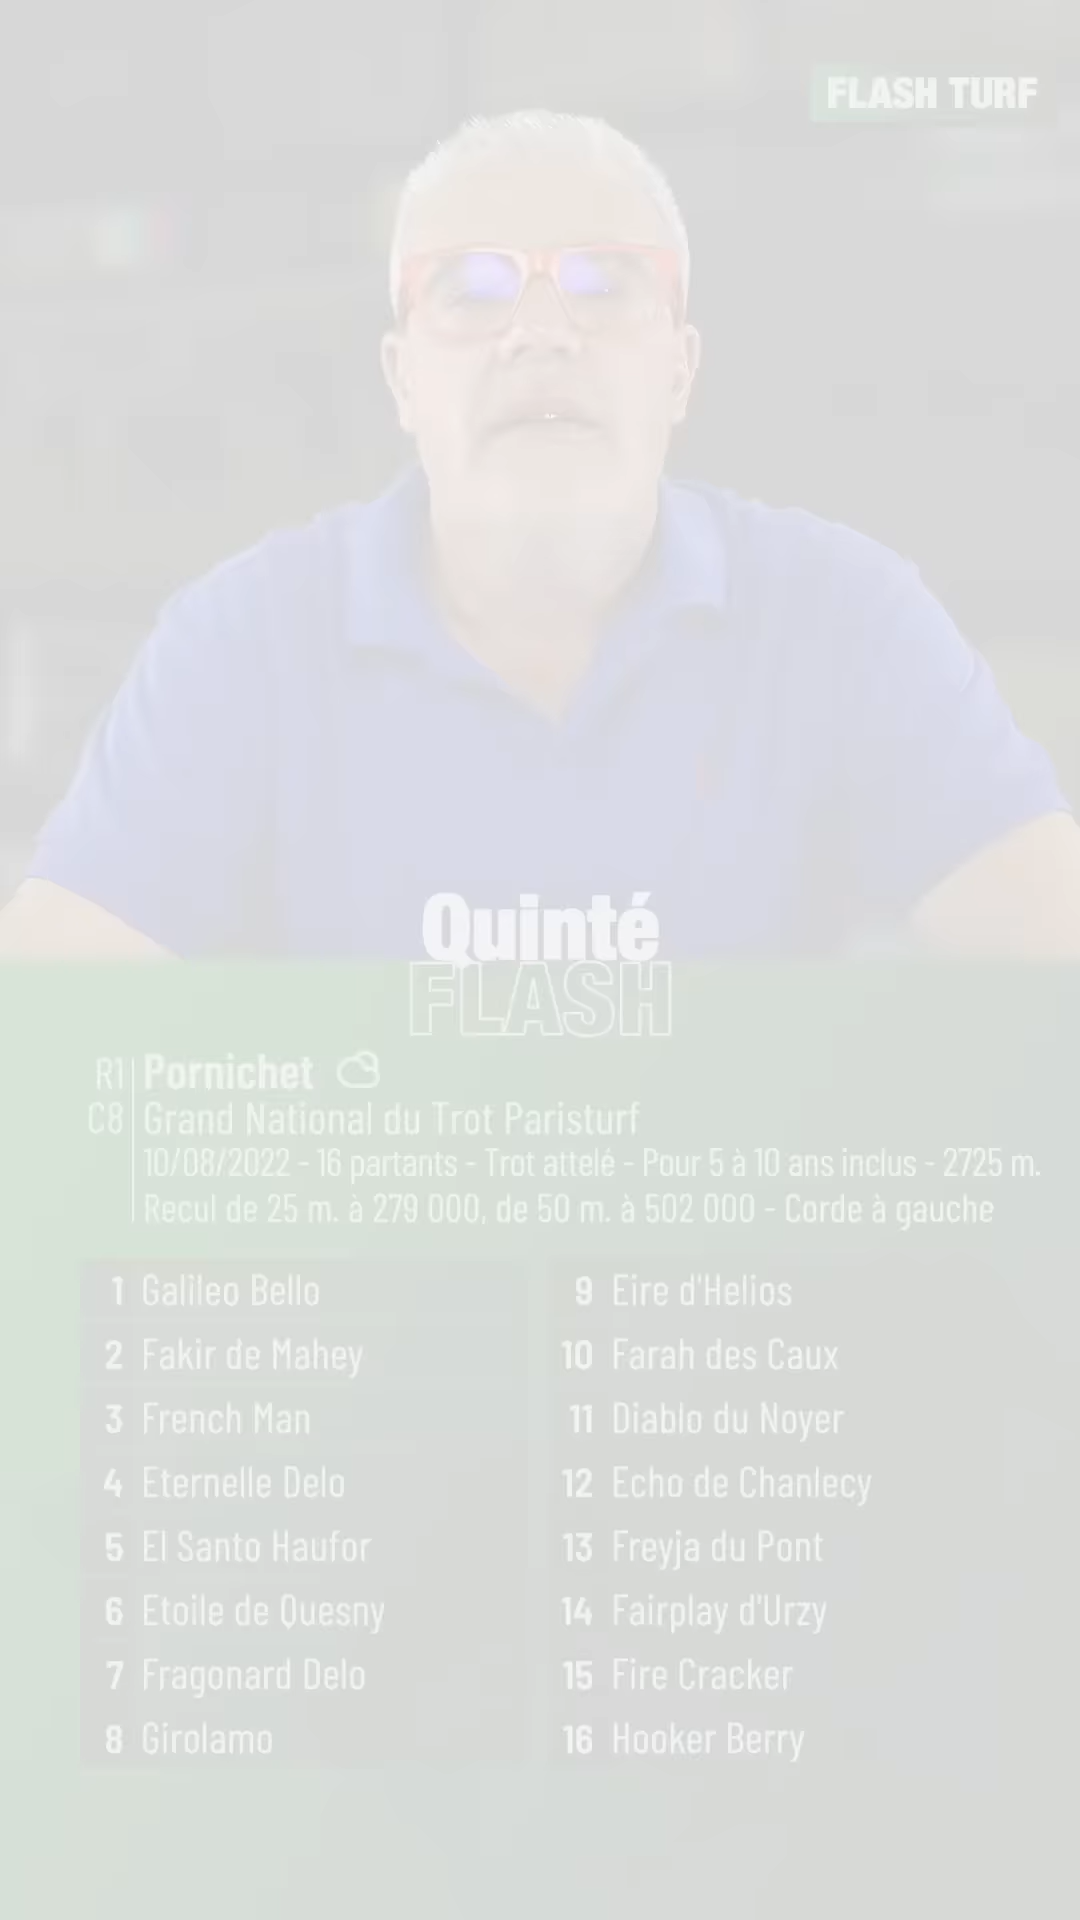 FLASH TURF
Quinté
FLASH
R1 Pornichet
C8 Grand National du Trot Paristurf
10/08/2022 - 16 partants - Trot attelé - Pour 5 à 10 ans inclus - 2725 m.
Recul de 25 m. à 279 000, de 50 m. à 502 000 - Corde à gauche
1 Galileo Bello
2 Fakir de Mahey
3 French Man
4 Eternelle Delo
5 El Santo Haufor
6 Etoile de Quesny
7 Fragonard Delo
8 Girolamo
9 Eire d'Helios
10 Farah des Caux
11 Diablo du Noyer
12 Echo de Chanlecy
13 Freyja du Pont
14 Fairplay d'Urzy
15 Fire Cracker
16 Hooker Berry